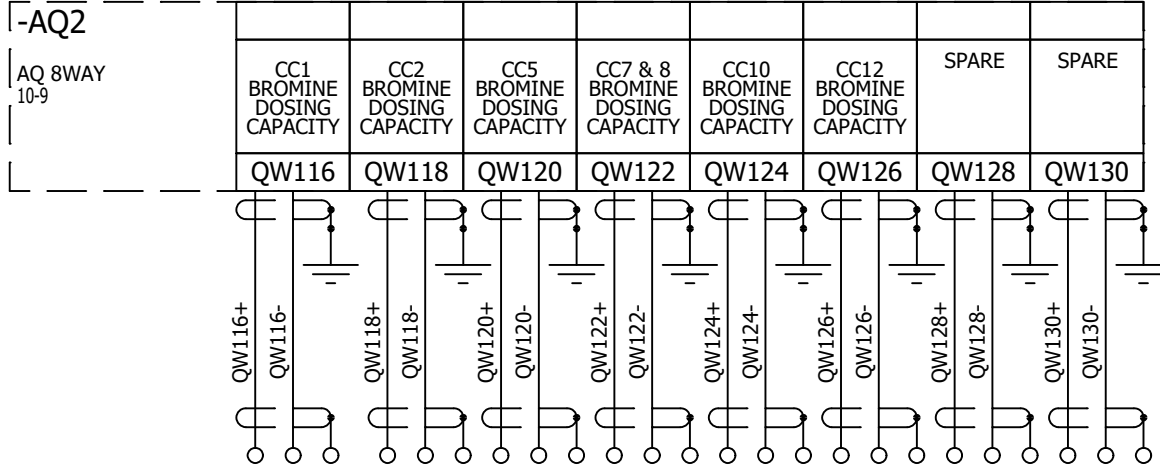 -AQ2
AQ 8WAY
10-9
CC1
BROMINE
DOSING
CAPACITY
CC2
BROMINE
DOSING
CAPACITY
CC5
BROMINE
DOSING
CAPACITY
CC7 & 8
BROMINE
DOSING
CAPACITY
CC10
BROMINE
DOSING
CAPACITY
CC12
BROMINE
DOSING
CAPACITY
SPARE
SPARE
QW116
QW118
QW120
QW122
QW124
QW126
QW128
QW130
QW116+
QW116-
QW118+
QW118-
QW120+
QW120-
QW122+
QW122-
QW124+
QW124-
QW126+
QW126-
QW128+
QW128-
QW130+
QW130-